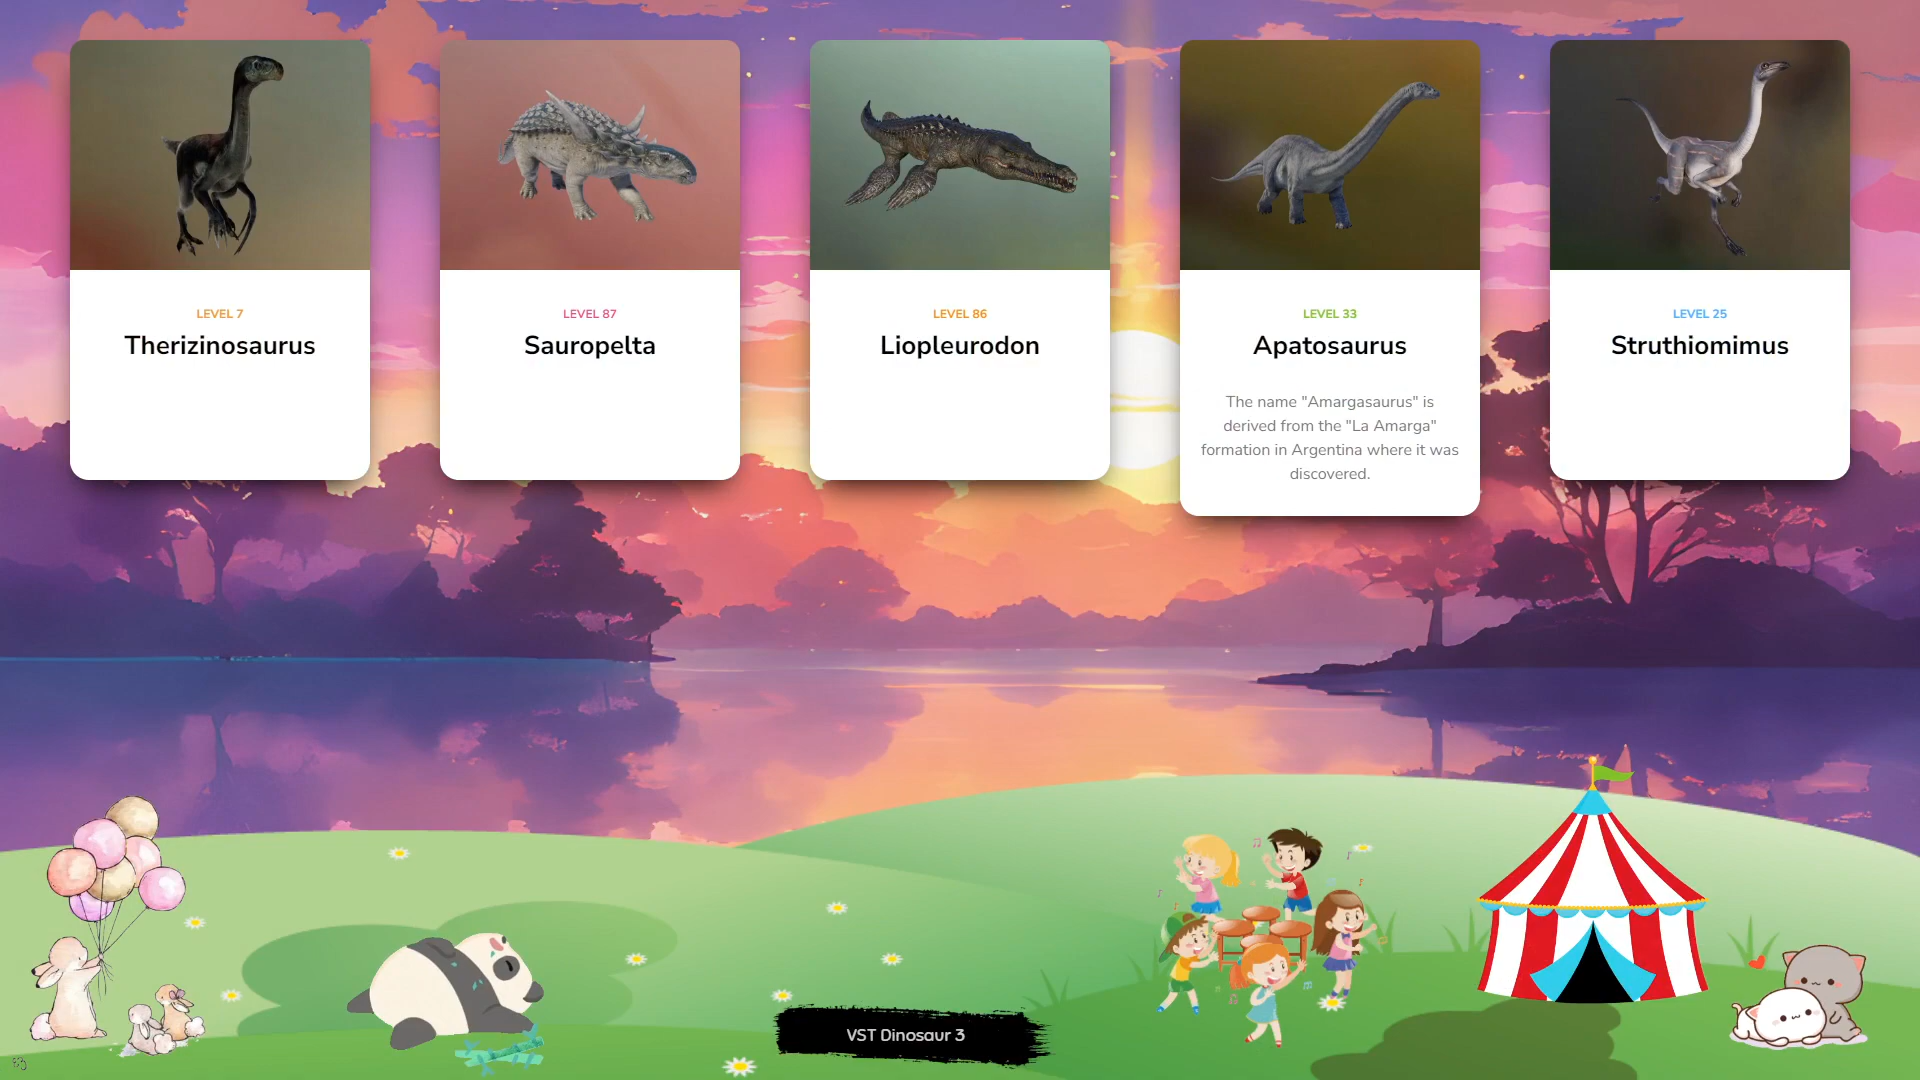 LEVEL 7
Therizinosaurus
LEVEL 87
Sauropelta
LEVEL 86
Liopleurodon
LEVEL 33
Apatosaurus
The name "Amargasaurus" is
derived from the "La Amarga"
formation in Argentina where it was
discovered.
LEVEL 25
Struthiomimus
VST Dinosaur 3